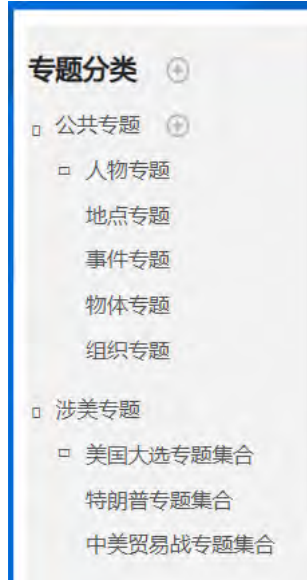 专题分类
公共专题
人物专题
地点专题
事件专题
物体专题
组织专题
涉美专题
美国大选专题集合
特朗普专题集合
中美贸易战专题集合